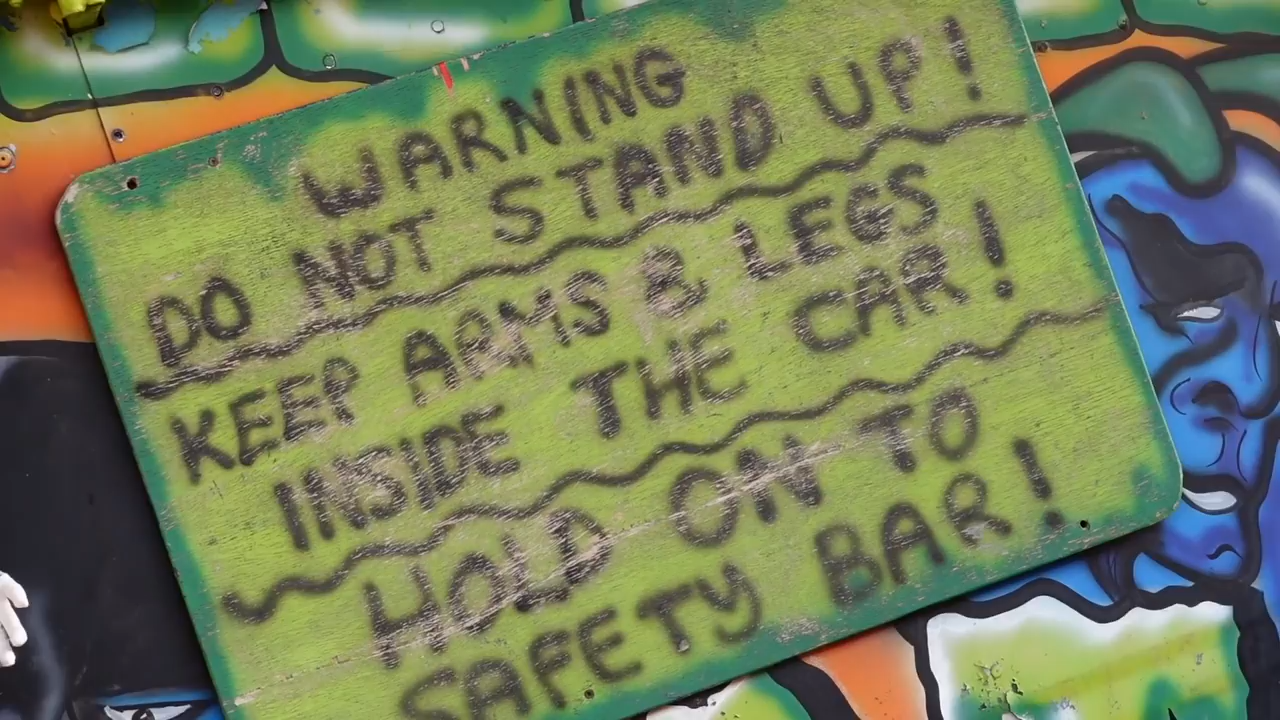 WARNING
DO NOT STAND UP!
KEEP ARMS & LEGS
INSIDE THE CAR!
HOLD ON TO
SAFETY BAR!